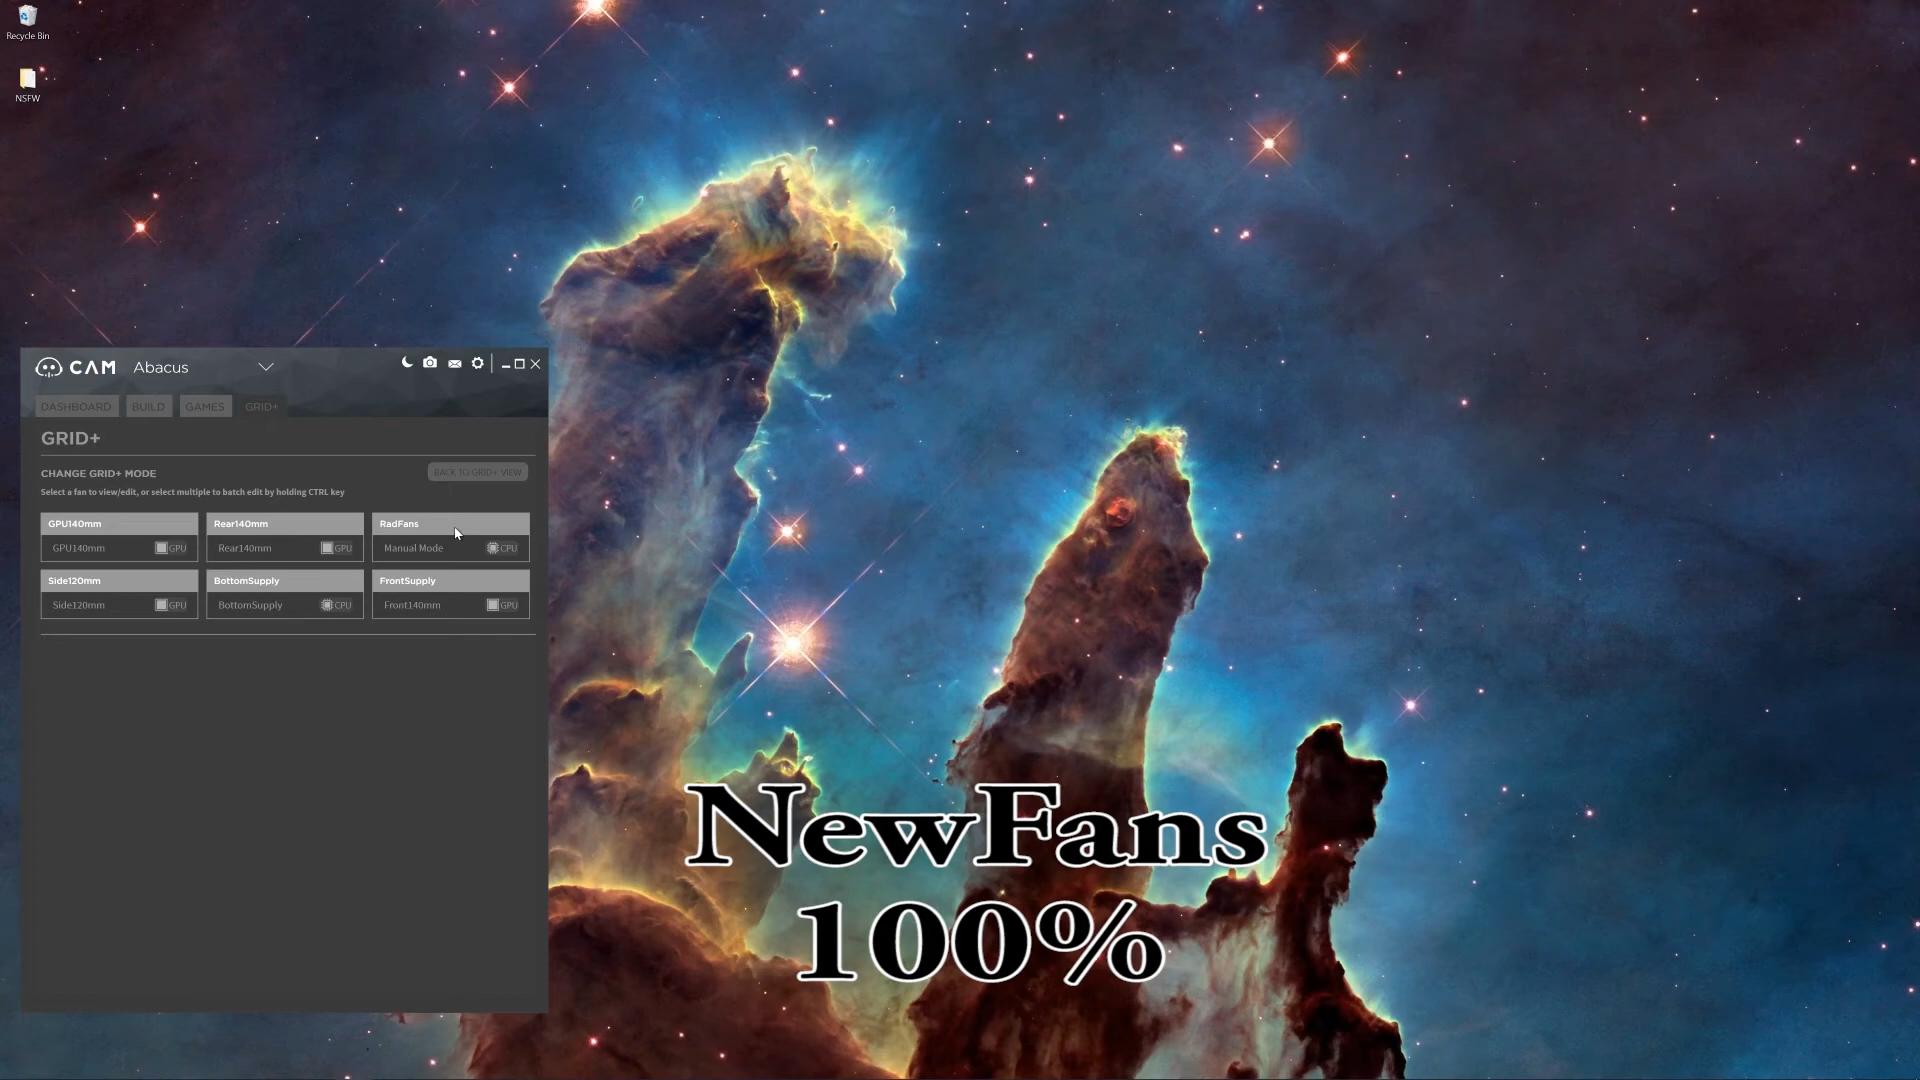 Recycle Bin
NSFW
CAM Abacus
DASHBOARD BUILD GAMES GRID+
GRID+
CHANGE GRID+ MODE BACK TO GRID+ VIEW
Select a fan to view/edit, or select multiple to batch edit by holding CTRL key
GPU140mm Rear140mm RadFans
GPU140mm GPU Rear140mm GPU Manual Mode CPU
Side120mm BottomSupply FrontSupply
Side120mm GPU BottomSupply CPU Front140mm GPU
NewFans
100%